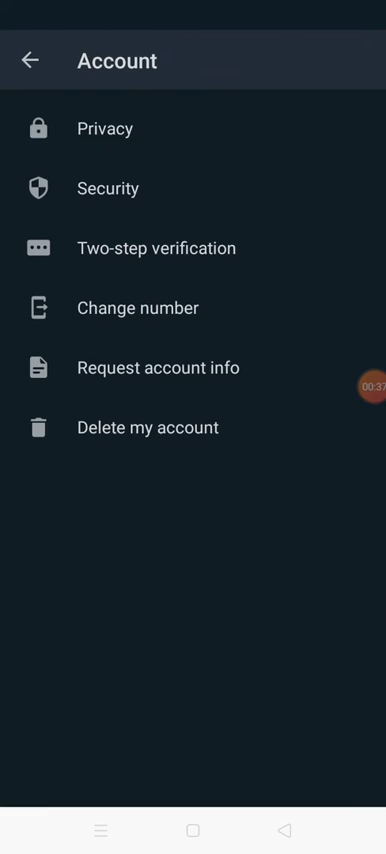 Account
Privacy
Security
Two-step verification
Change number
Request account info
00:37
Delete my account